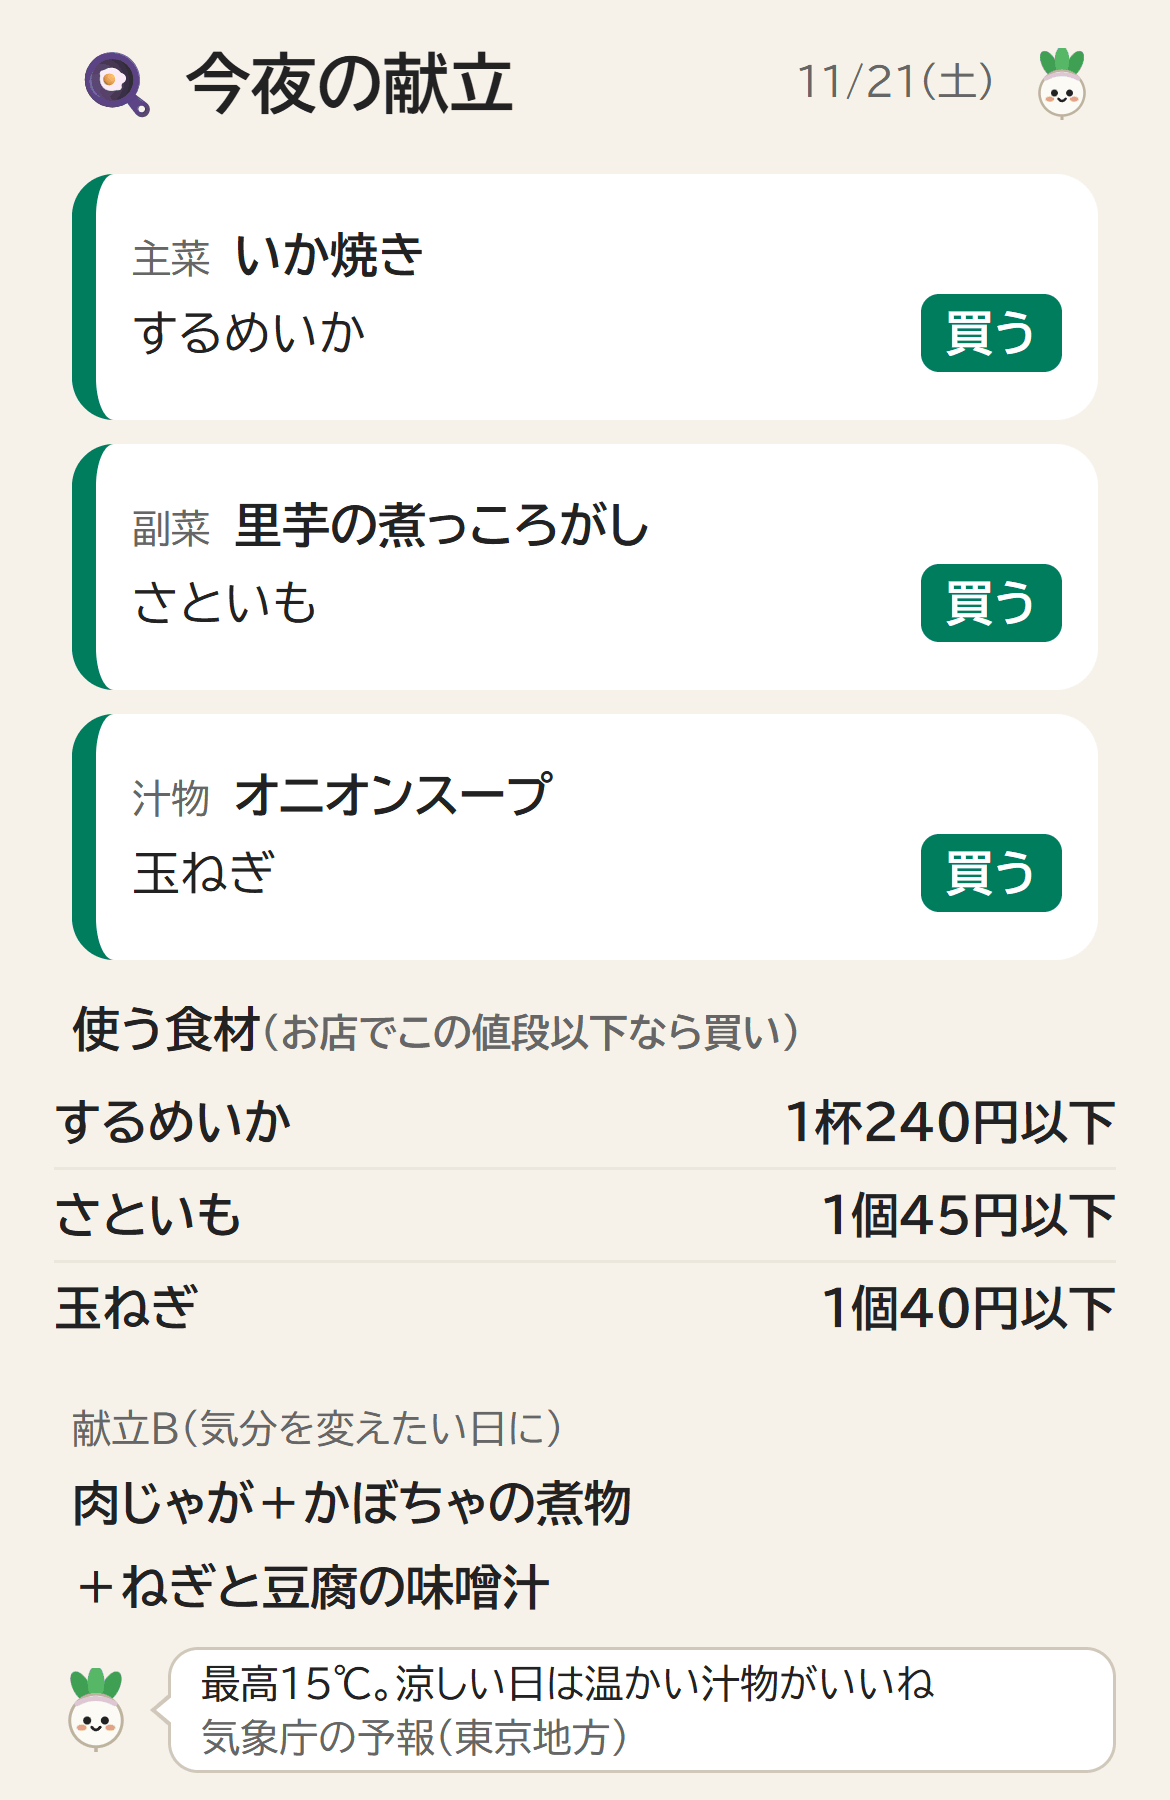 今夜の献立 11/21(土)
主菜 いか焼き
するめいか 買う
副菜 里芋の煮っころがし
さといも 買う
汁物 オニオンスープ
玉ねぎ 買う
使う食材(お店でこの値段以下なら買い)
するめいか 1杯240円以下
さといも 1個45円以下
玉ねぎ 1個40円以下
献立B(気分を変えたい日に)
肉じゃが+かぼちゃの煮物
+ねぎと豆腐の味噌汁
最高15℃。涼しい日は温かい汁物がいいね
気象庁の予報(東京地方)